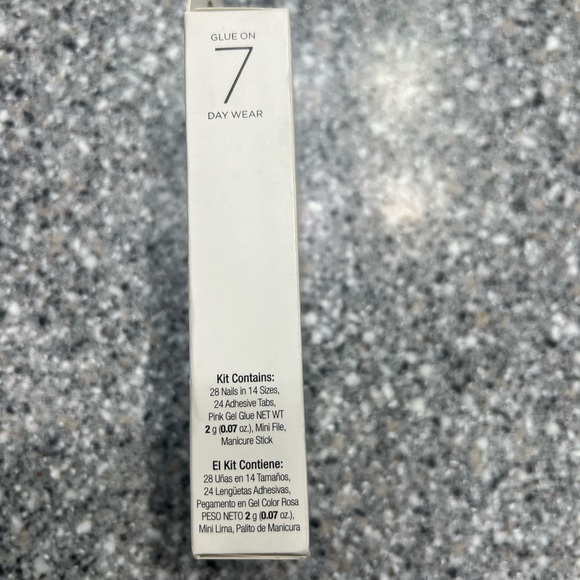 GLUE ON
7
DAY WEAR
Kit Contains:
28 Nails in 14 Sizes,
24 Adhesive Tabs,
Pink Gel Glue NET WT
2 g (0.07 oz.), Mini File,
Manicure Stick
El Kit Contiene:
28 Uñas en 14 Tamaños,
24 Lengüetas Adhesivas,
Pegamento en Gel Color Rosa
PESO NETO 2 g (0.07 oz.),
Mini Lima, Palito de Manicura